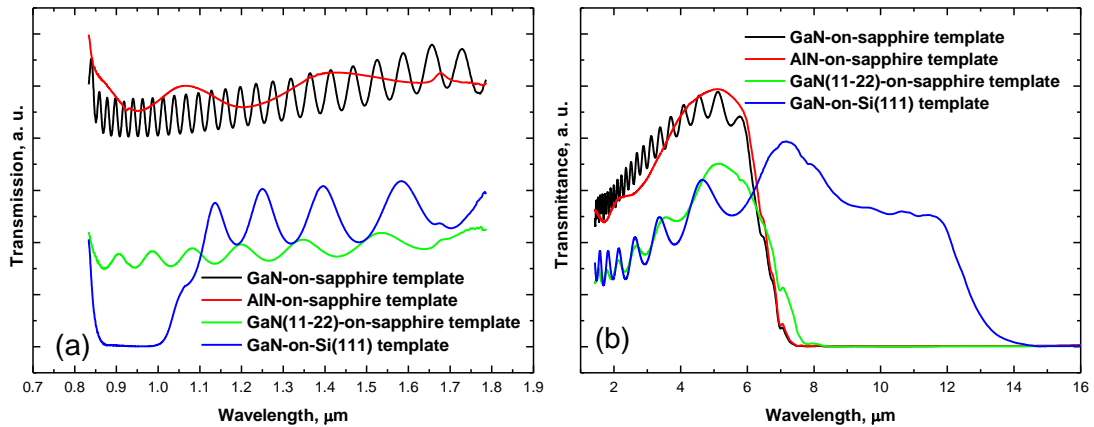 GaN-on-sapphire template
AlN-on-sapphire template
GaN(11-22)-on-sapphire template
GaN-on-Si(111) template
(a)
Transmission, a. u.
0.7 0.8 0.9 1.0 1.1 1.2 1.3 1.4 1.5 1.6 1.7 1.8 1.9
Wavelength, μm
GaN-on-sapphire template
AlN-on-sapphire template
GaN(11-22)-on-sapphire template
GaN-on-Si(111) template
(b)
Transmittance, a. u.
2 4 6 8 10 12 14 16
Wavelength, μm